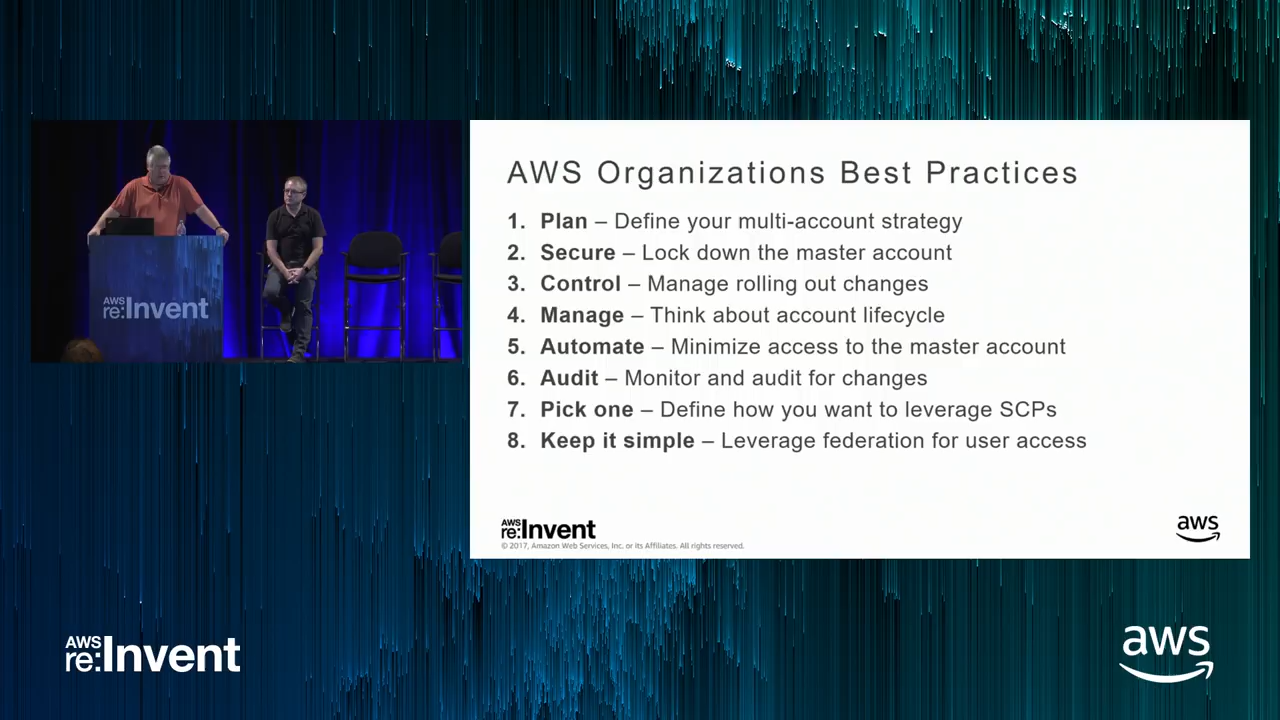 AWS
re:Invent
AWS Organizations Best Practices
1. Plan – Define your multi-account strategy
2. Secure – Lock down the master account
3. Control – Manage rolling out changes
4. Manage – Think about account lifecycle
5. Automate – Minimize access to the master account
6. Audit – Monitor and audit for changes
7. Pick one – Define how you want to leverage SCPs
8. Keep it simple – Leverage federation for user access
AWS
re:Invent
© 2017, Amazon Web Services, Inc. or its Affiliates. All rights reserved.
aws
AWS
re:Invent
aws